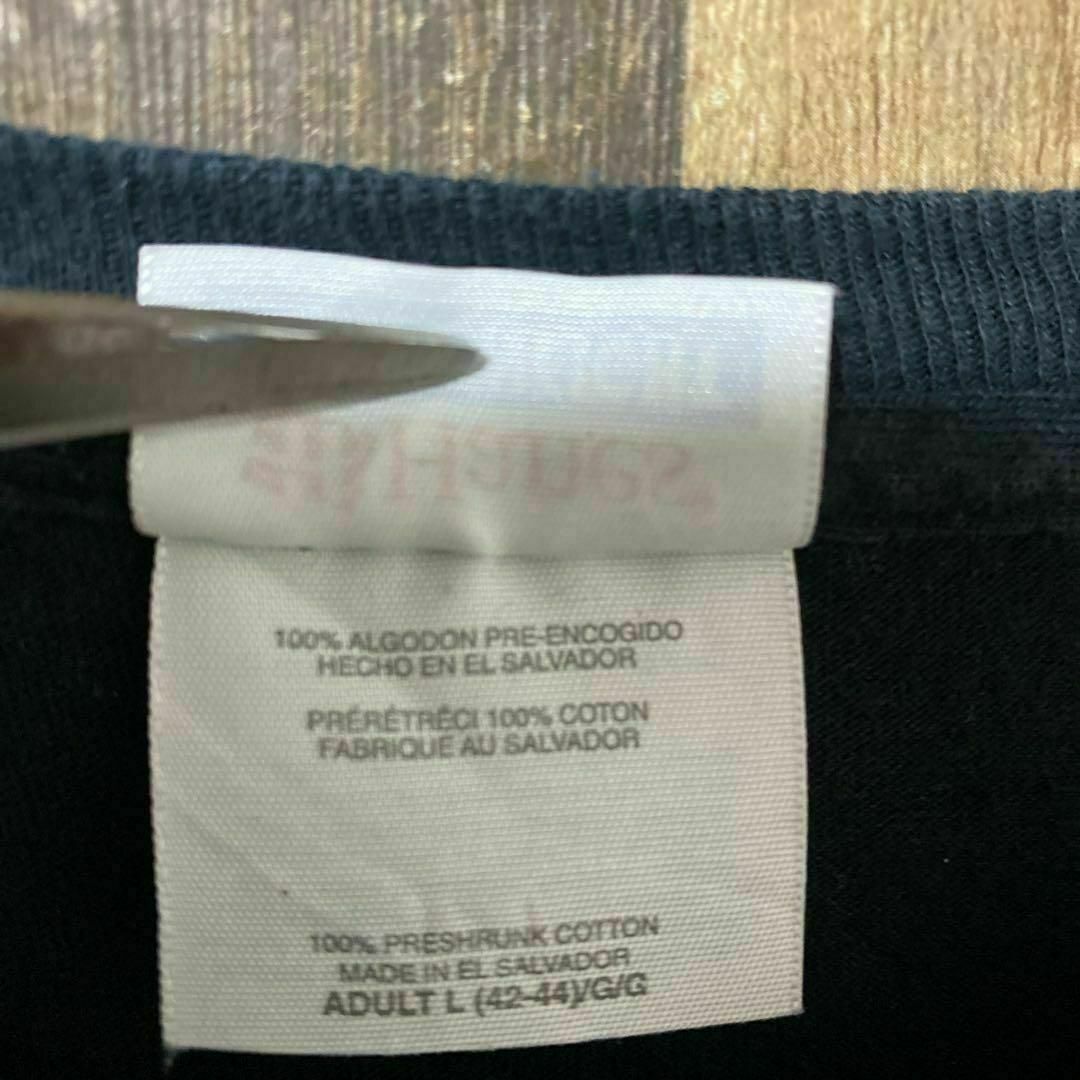 Hanes
100% ALGODON PRE-ENCOGIDO
HECHO EN EL SALVADOR
PRÉRÉTRÉCI 100% COTON
FABRIQUE AU SALVADOR
100% PRESHRUNK COTTON
MADE IN EL SALVADOR
ADULT L (42-44)/G/G